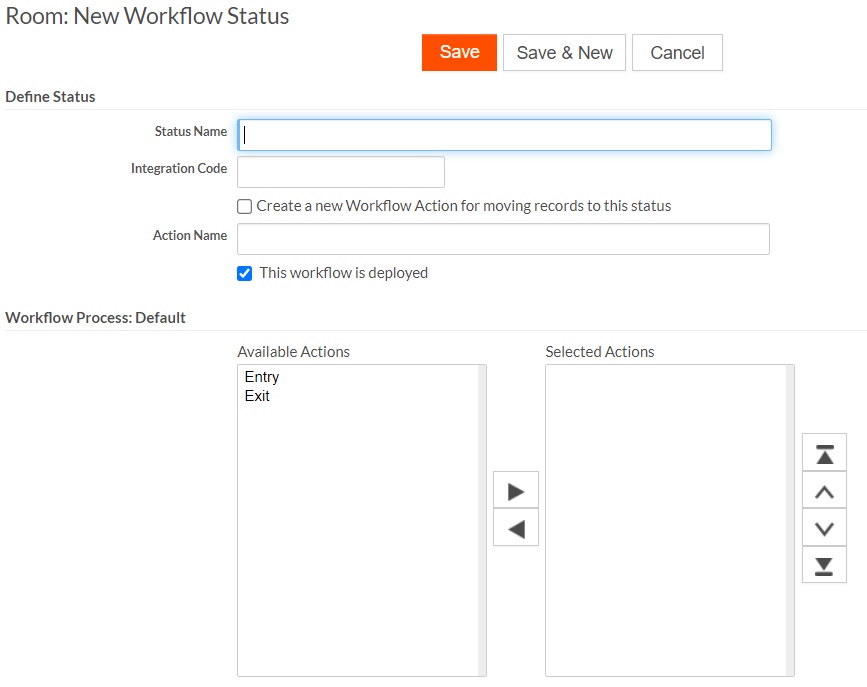 Room: New Workflow Status
Save Save & New Cancel
Define Status
Status Name
Integration Code
Create a new Workflow Action for moving records to this status
Action Name
This workflow is deployed
Workflow Process: Default
Available Actions Selected Actions
Entry
Exit